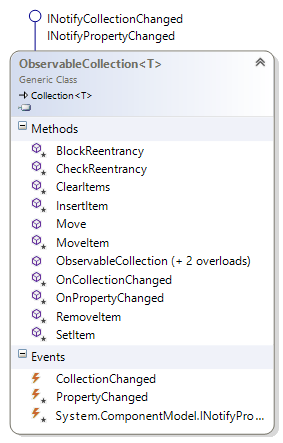 INotifyCollectionChanged
INotifyPropertyChanged
ObservableCollection<T>
Generic Class
Collection<T>
Methods
BlockReentrancy
CheckReentrancy
ClearItems
InsertItem
Move
MoveItem
ObservableCollection (+ 2 overloads)
OnCollectionChanged
OnPropertyChanged
RemoveItem
SetItem
Events
CollectionChanged
PropertyChanged
System.ComponentModel.INotifyPro...